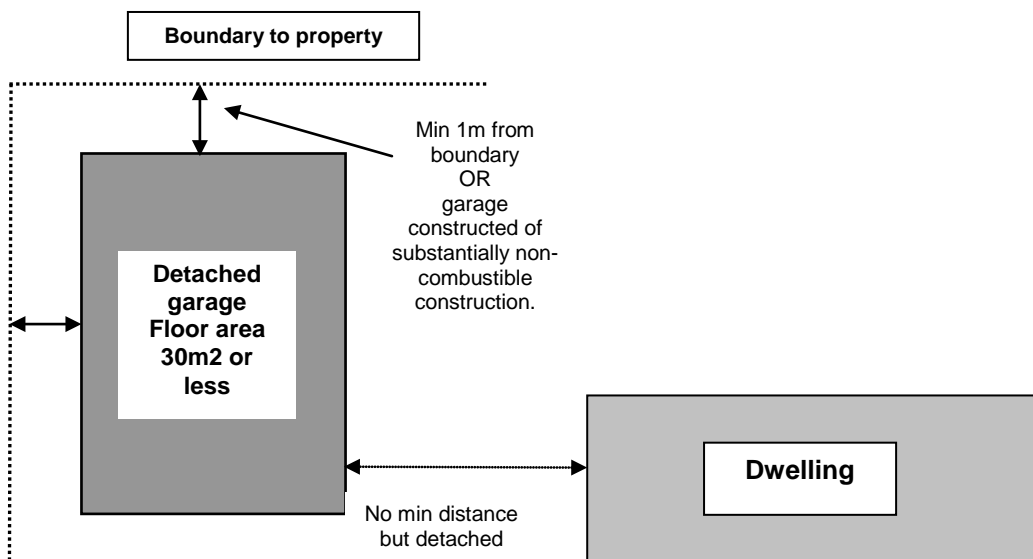 Boundary to property
Min 1m from
boundary
OR
garage
constructed of
substantially non-
combustible
construction.
Detached
garage
Floor area
30m2 or
less
Dwelling
No min distance
but detached